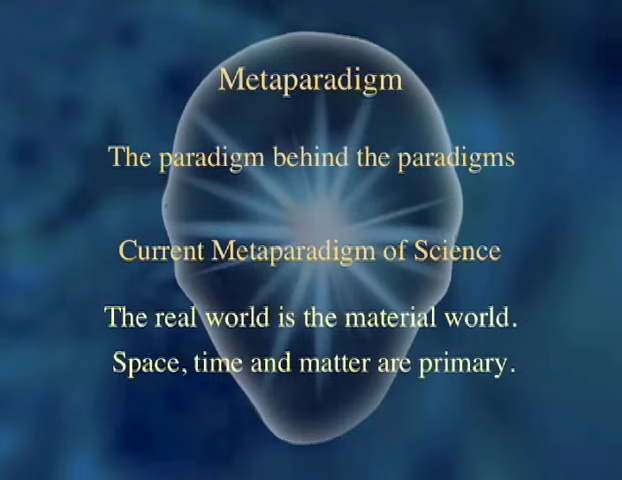 Metaparadigm
The paradigm behind the paradigms
Current Metaparadigm of Science
The real world is the material world.
Space, time and matter are primary.